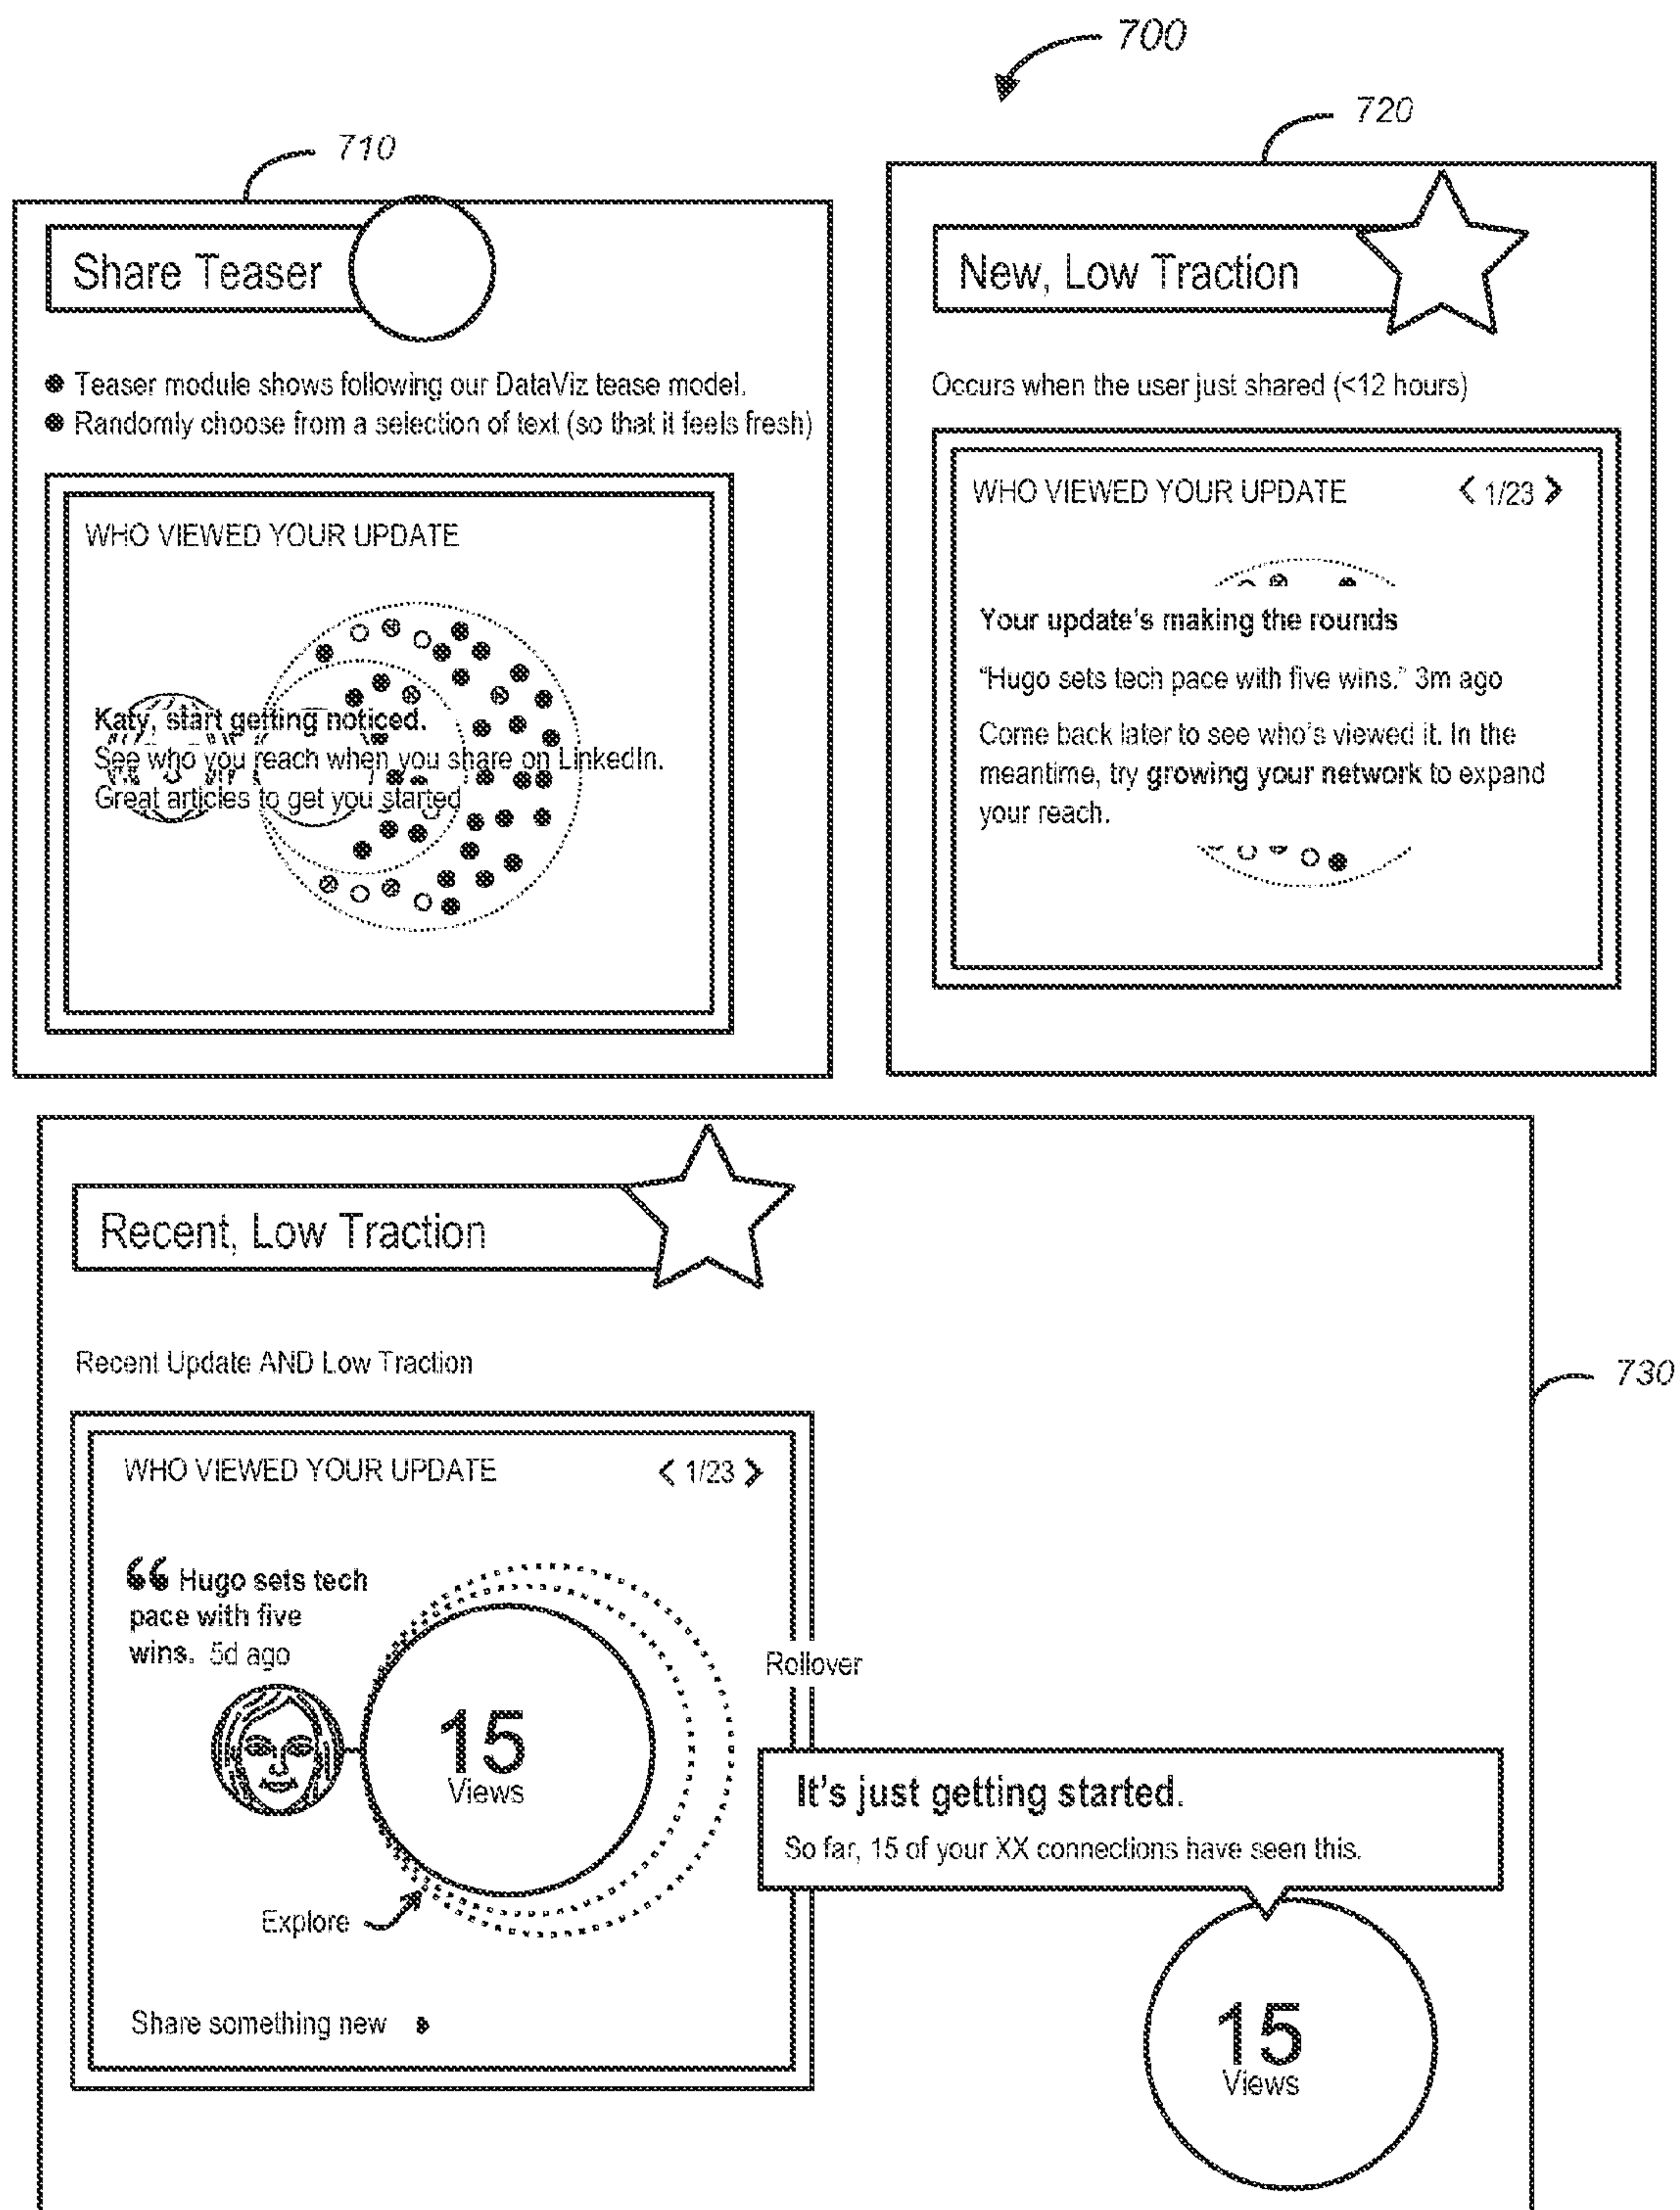 700
710
Share Teaser
Teaser module shows following our DataViz tease model.
Randomly choose from a selection of text (so that it feels fresh)
WHO VIEWED YOUR UPDATE
Katy, start getting noticed.
See who you reach when you share on LinkedIn.
Great articles to get you started
720
New, Low Traction
Occurs when the user just shared (<12 hours)
WHO VIEWED YOUR UPDATE < 1/23 >
Your update's making the rounds
"Hugo sets tech pace with five wins." 3m ago
Come back later to see who's viewed it. In the
meantime, try growing your network to expand
your reach.
730
Recent, Low Traction
Recent Update AND Low Traction
WHO VIEWED YOUR UPDATE < 1/23 >
“ Hugo sets tech
pace with five
wins. 5d ago
15
Views
Explore
Share something new
Rollover
It's just getting started.
So far, 15 of your XX connections have seen this.
15
Views